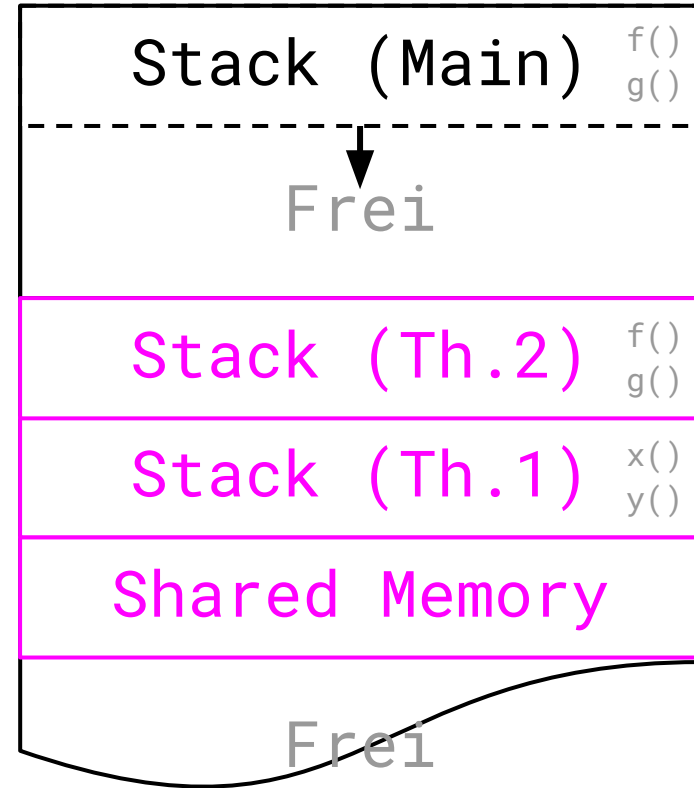 Stack (Main)
f()
g()
Frei
Stack (Th.2)
f()
g()
Stack (Th.1)
x()
y()
Shared Memory
Frei